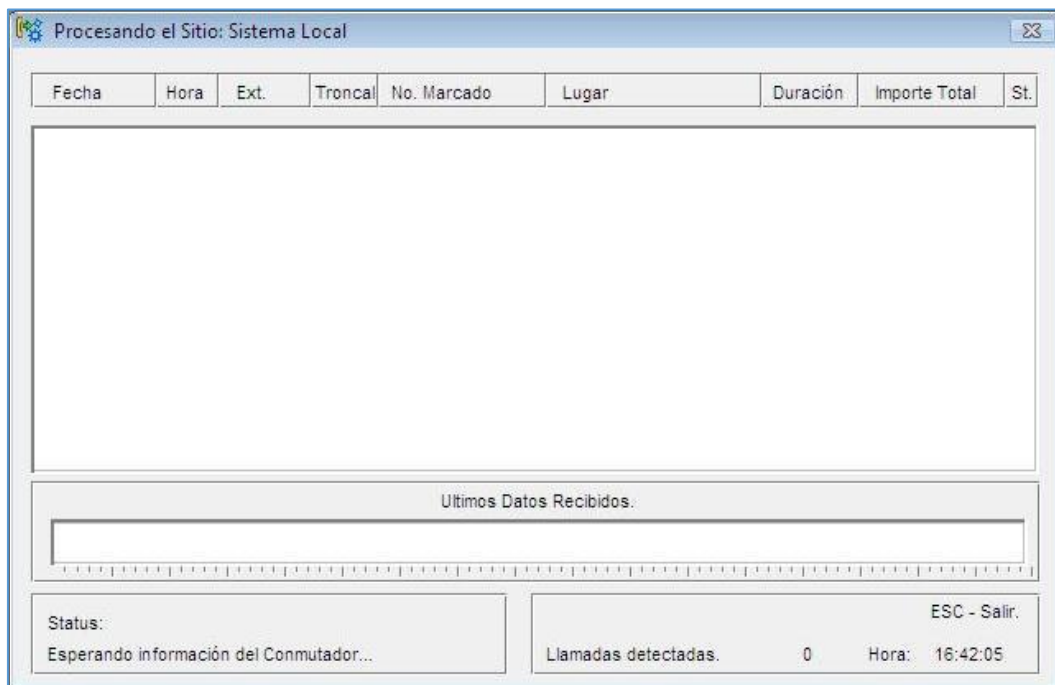 Procesando el Sitio: Sistema Local
Fecha Hora Ext. Troncal No. Marcado Lugar Duración Importe Total St.
Ultimos Datos Recibidos.
Status:
Esperando información del Conmutador...
ESC - Salir.
Llamadas detectadas. 0 Hora: 16:42:05